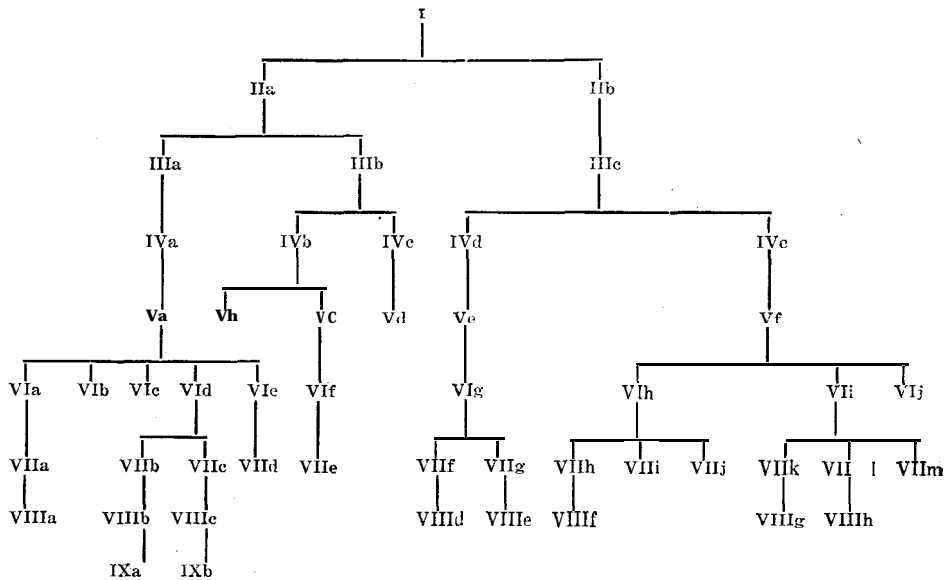 I
IIa IIb
IIIa IIIb IIIc
IVa IVb IVc IVd IVe
Va Vh VC Vd Ve Vf
VIa VIb VIc VId VIe VIf VIg VIh VIi VIj
VIIa VIIb VIIc VIId VIIe VIIf VIIg VIIh VIIi VIIj VIIk VII l VIIm
VIIIa VIIIb VIIIc VIIId VIIIe VIIIf VIIIg VIIIh
IXa IXb